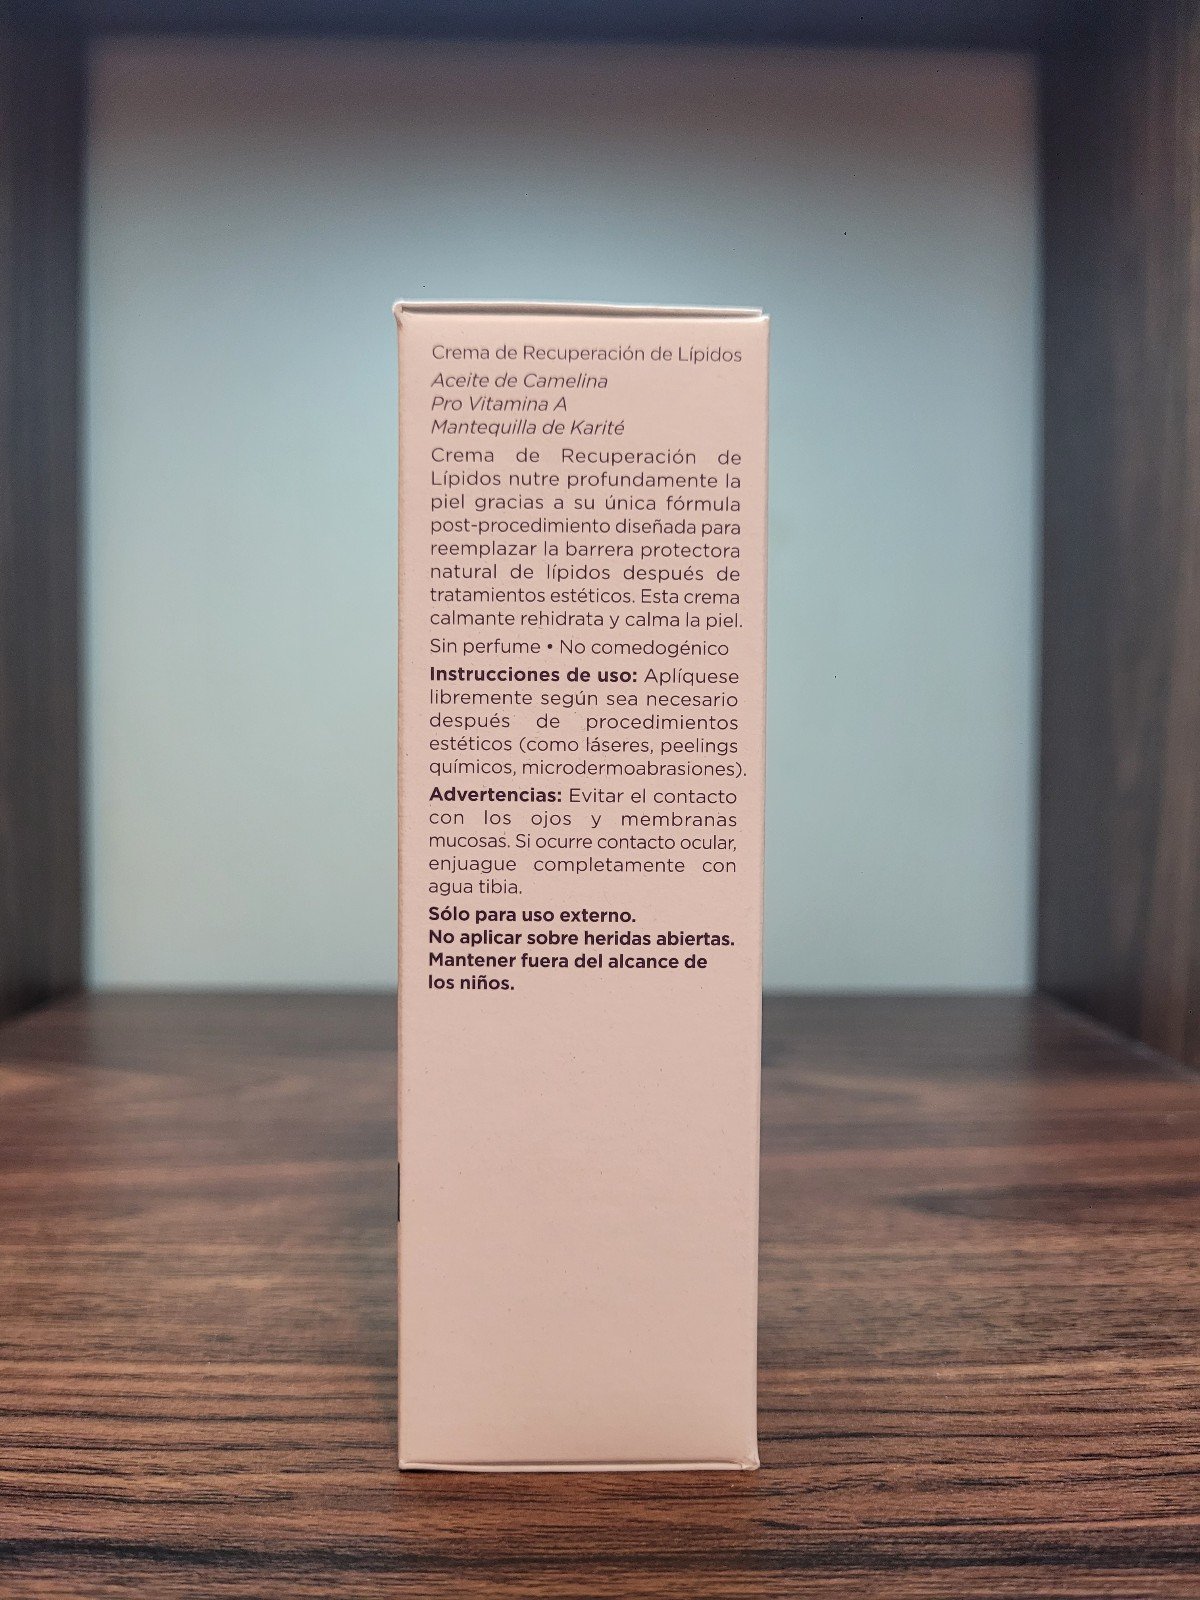 Crema de Recuperación de Lípidos
Aceite de Camelina
Pro Vitamina A
Mantequilla de Karité
Crema de Recuperación de
Lípidos nutre profundamente la
piel gracias a su única fórmula
post-procedimiento diseñada para
reemplazar la barrera protectora
natural de lípidos después de
tratamientos estéticos. Esta crema
calmante rehidrata y calma la piel.
Sin perfume • No comedogénico
Instrucciones de uso: Aplíquese
libremente según sea necesario
después de procedimientos
estéticos (como láseres, peelings
químicos, microdermoabrasiones).
Advertencias: Evitar el contacto
con los ojos y membranas
mucosas. Si ocurre contacto ocular,
enjuague completamente con
agua tibia.
Sólo para uso externo.
No aplicar sobre heridas abiertas.
Mantener fuera del alcance de
los niños.